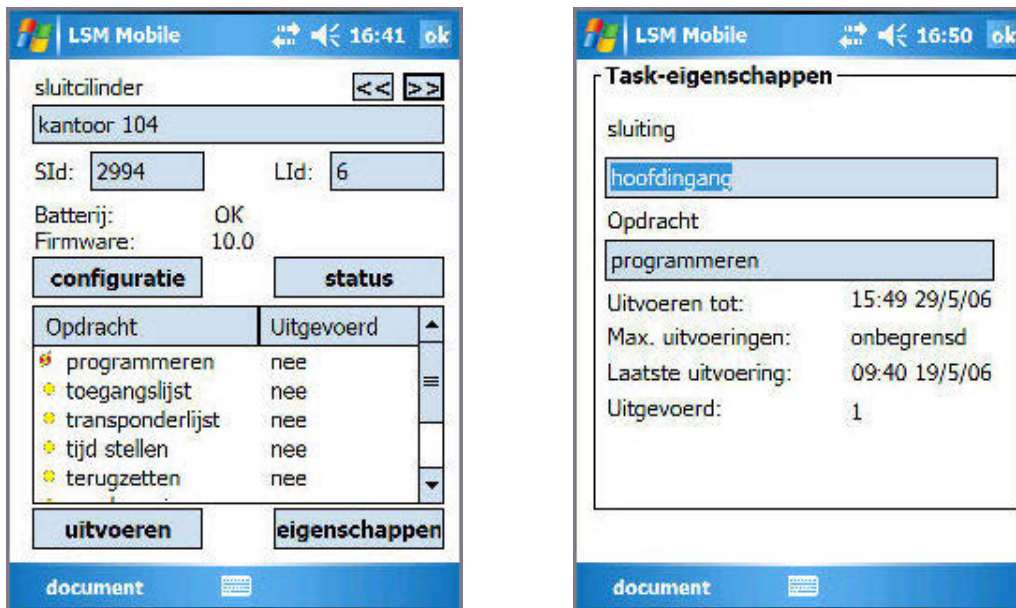 LSM Mobile 16:41 ok
sluitcilinder << >>
kantoor 104
SId: 2994 LId: 6
Batterij: OK
Firmware: 10.0
configuratie status
Opdracht Uitgevoerd
programmeren nee
toegangslijst nee
transponderlijst nee
tijd stellen nee
terugzetten nee
uitvoeren eigenschappen
document
LSM Mobile 16:50 ok
Task-eigenschappen
sluiting
hoofdingang
Opdracht
programmeren
Uitvoeren tot: 15:49 29/5/06
Max. uitvoeringen: onbegrensd
Laatste uitvoering: 09:40 19/5/06
Uitgevoerd: 1
document